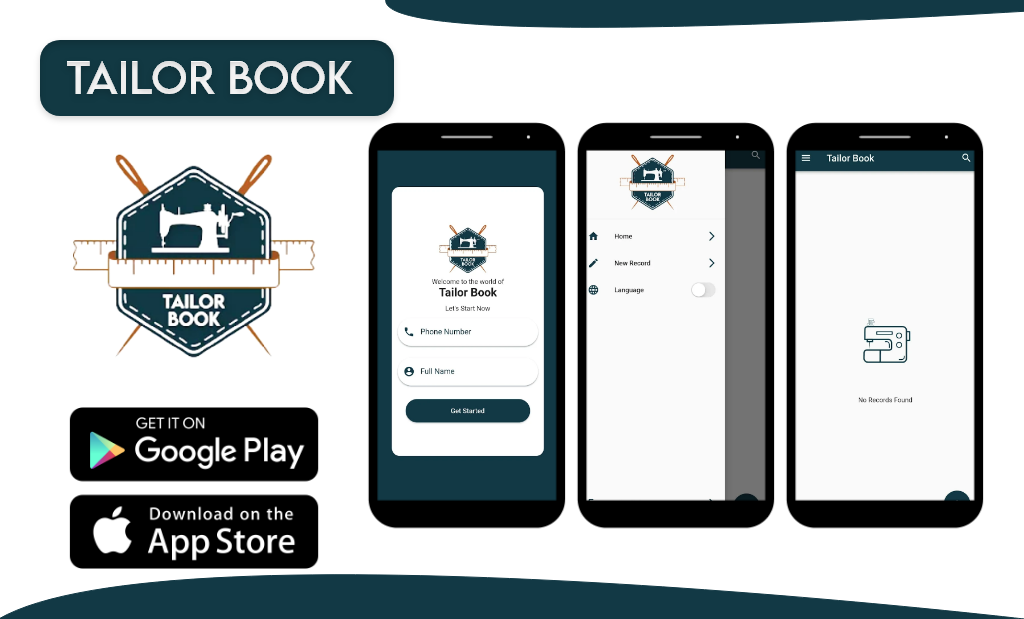 TAILOR BOOK
TAILOR
BOOK
GET IT ON
Google Play
Download on the
App Store
Welcome to the world of
Tailor Book
Let's Start Now
Phone Number
Full Name
Get Started
TAILOR
BOOK
Home
New Record
Language
Tailor Book
No Records Found